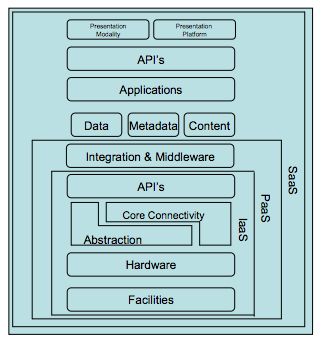 Presentation
Modality
Presentation
Platform
API's
Applications
Data
Metadata
Content
Integration & Middleware
API's
Core Connectivity
Abstraction
Hardware
Facilities
IaaS
PaaS
SaaS